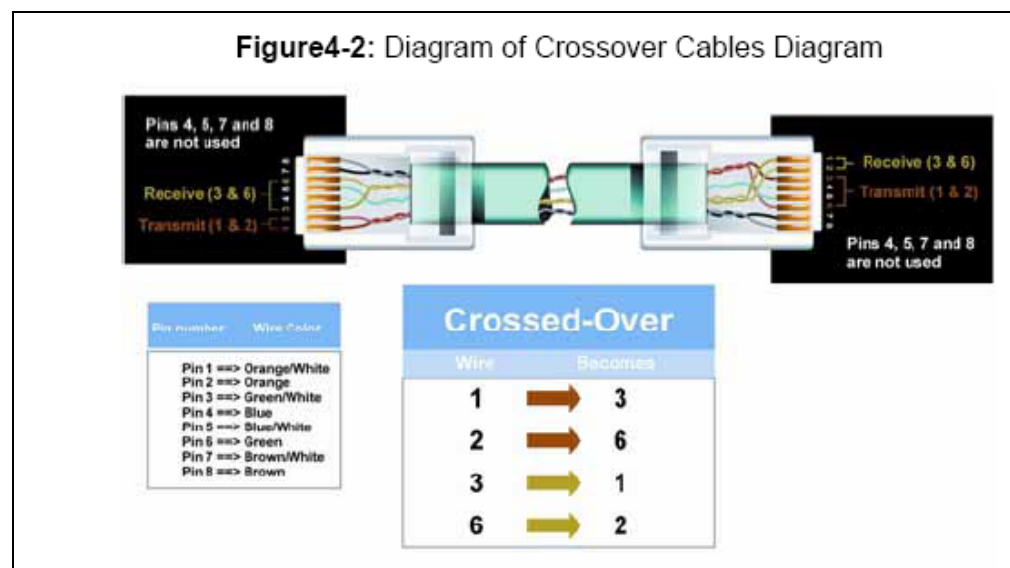 Figure4-2: Diagram of Crossover Cables Diagram
Pins 4, 5, 7 and 8
are not used
Receive (3 & 6)
Transmit (1 & 2)
Receive (3 & 6)
Transmit (1 & 2)
Pins 4, 5, 7 and 8
are not used
Pin number Wire Color
Pin 1 ==> Orange/White
Pin 2 ==> Orange
Pin 3 ==> Green/White
Pin 4 ==> Blue
Pin 5 ==> Blue/White
Pin 6 ==> Green
Pin 7 ==> Brown/White
Pin 8 ==> Brown
Crossed-Over
Wire Becomes
1 3
2 6
3 1
6 2